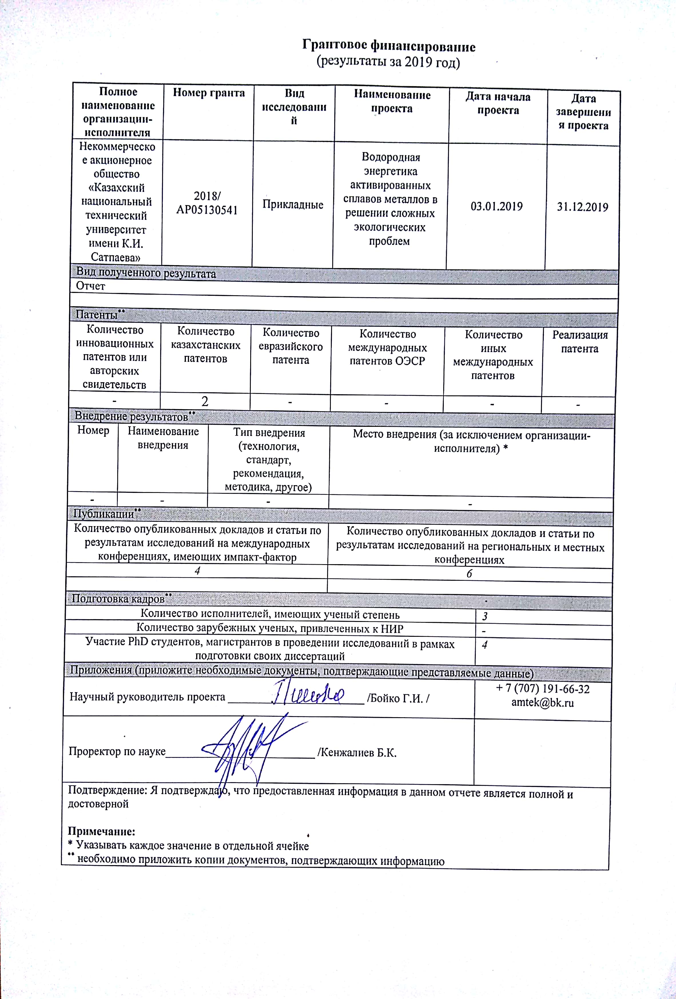 Грантовое финансирование
(результаты за 2019 год)
Полное
наименование
организации-
исполнителя
Номер гранта
Вид
исследовани
й
Наименование
проекта
Дата начала
проекта
Дата
завершени
я проекта
Некоммерческо
е акционерное
общество
«Казахский
национальный
технический
университет
имени К.И.
Сатпаева»
2018/
АР05130541
Прикладные
Водородная
энергетика
активированных
сплавов металлов в
решении сложных
экологических
проблем
03.01.2019
31.12.2019
Вид полученного результата
Отчет
Патенты**
Количество
инновационных
патентов или
авторских
свидетельств
Количество
казахстанских
патентов
Количество
евразийского
патента
Количество
международных
патентов ОЭСР
Количество
иных
международных
патентов
Реализация
патента
-
2
-
-
-
-
Внедрение результатов**
Номер
Наименование
внедрения
Тип внедрения
(технология,
стандарт,
рекомендация,
методика, другое)
Место внедрения (за исключением организации-
исполнителя) *
-
-
-
-
Публикации**
Количество опубликованных докладов и статьи по
результатам исследований на международных
конференциях, имеющих импакт-фактор
Количество опубликованных докладов и статьи по
результатам исследований на региональных и местных
конференциях
4
6
Подготовка кадров**
Количество исполнителей, имеющих ученый степень
3
Количество зарубежных ученых, привлеченных к НИР
-
Участие PhD студентов, магистрантов в проведении исследований в рамках
подготовки своих диссертаций
4
Приложения (приложите необходимые документы, подтверждающие представляемые данные)
Научный руководитель проекта ______ /Бойко Г.И. /
+ 7 (707) 191-66-32
amtek@bk.ru
Проректор по науке______ /Кенжалиев Б.К.
Подтверждение: Я подтверждаю, что предоставленная информация в данном отчете является полной и
достоверной
Примечание:
* Указывать каждое значение в отдельной ячейке
** необходимо приложить копии документов, подтверждающих информацию